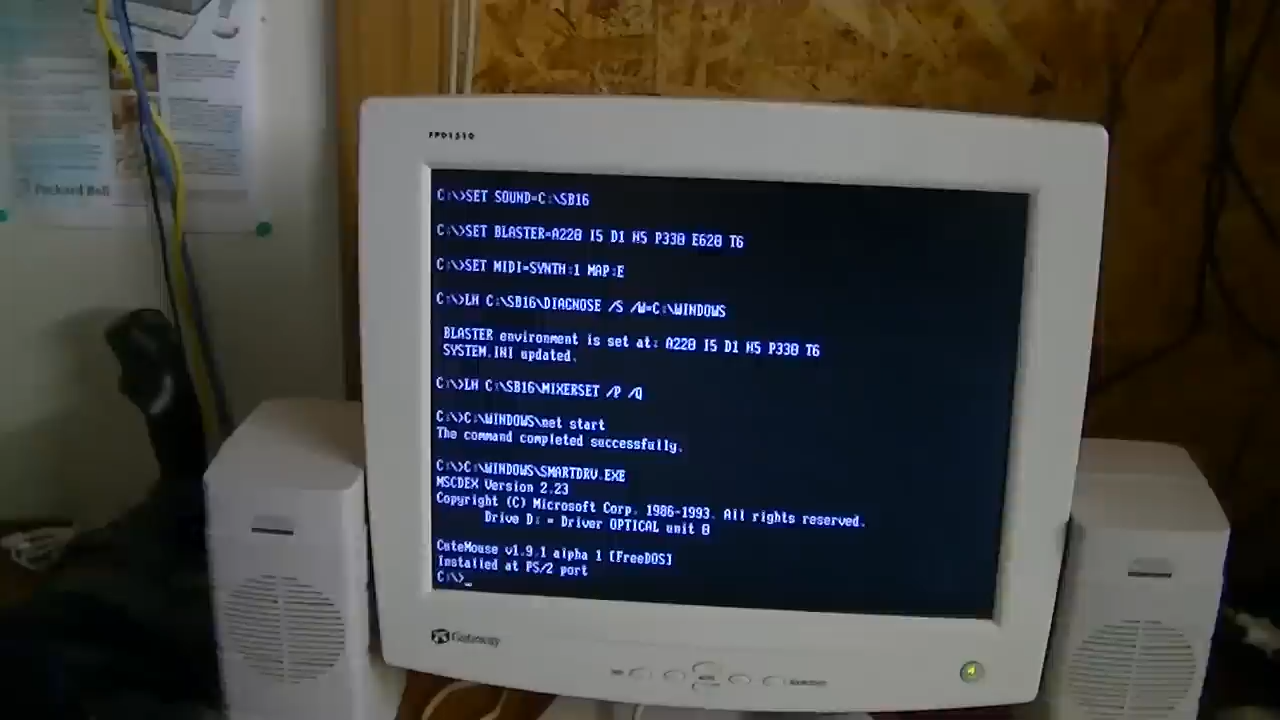 Packard Bell
FPD1510
C:\>SET SOUND=C:\SB16
C:\>SET BLASTER=A220 I5 D1 H5 P330 E620 T6
C:\>SET MIDI=SYNTH:1 MAP:E
C:\>LH C:\SB16\DIAGNOSE /S /W=C:\WINDOWS
BLASTER environment is set at: A220 I5 D1 H5 P330 T6
SYSTEM.INI updated.
C:\>LH C:\SB16\MIXERSET /P /Q
C:\>C:\WINDOWS\net start
The command completed successfully.
C:\>C:\WINDOWS\SMARTDRV.EXE
MSCDEX Version 2.23
Copyright (C) Microsoft Corp. 1986-1993. All rights reserved.
Drive D: = Driver OPTICAL unit 0
CuteMouse v1.9.1 alpha 1 [FreeDOS]
Installed at PS/2 port
C:\>_
Gateway